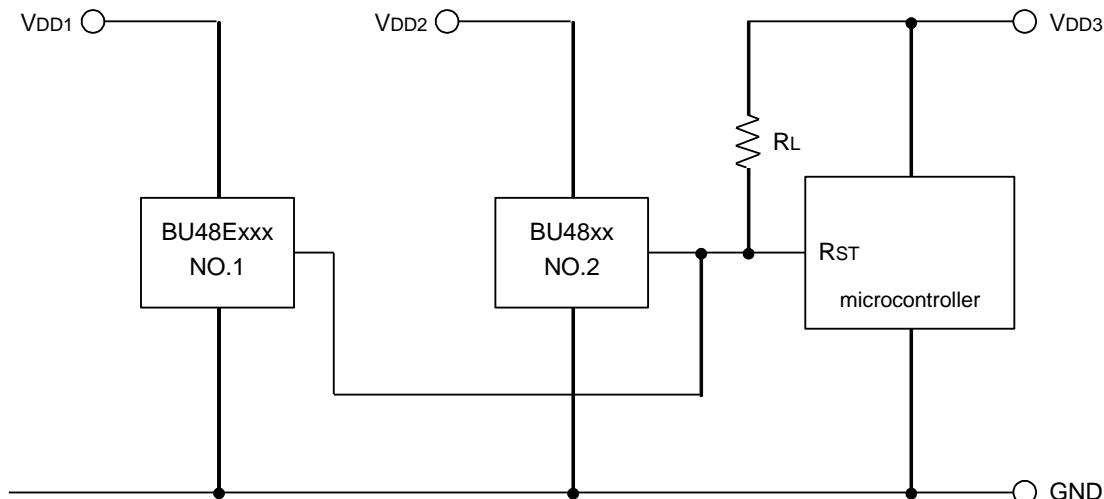 VDD1
VDD2
VDD3
RL
BU48Exxx
NO.1
BU48xx
NO.2
RST
microcontroller
GND